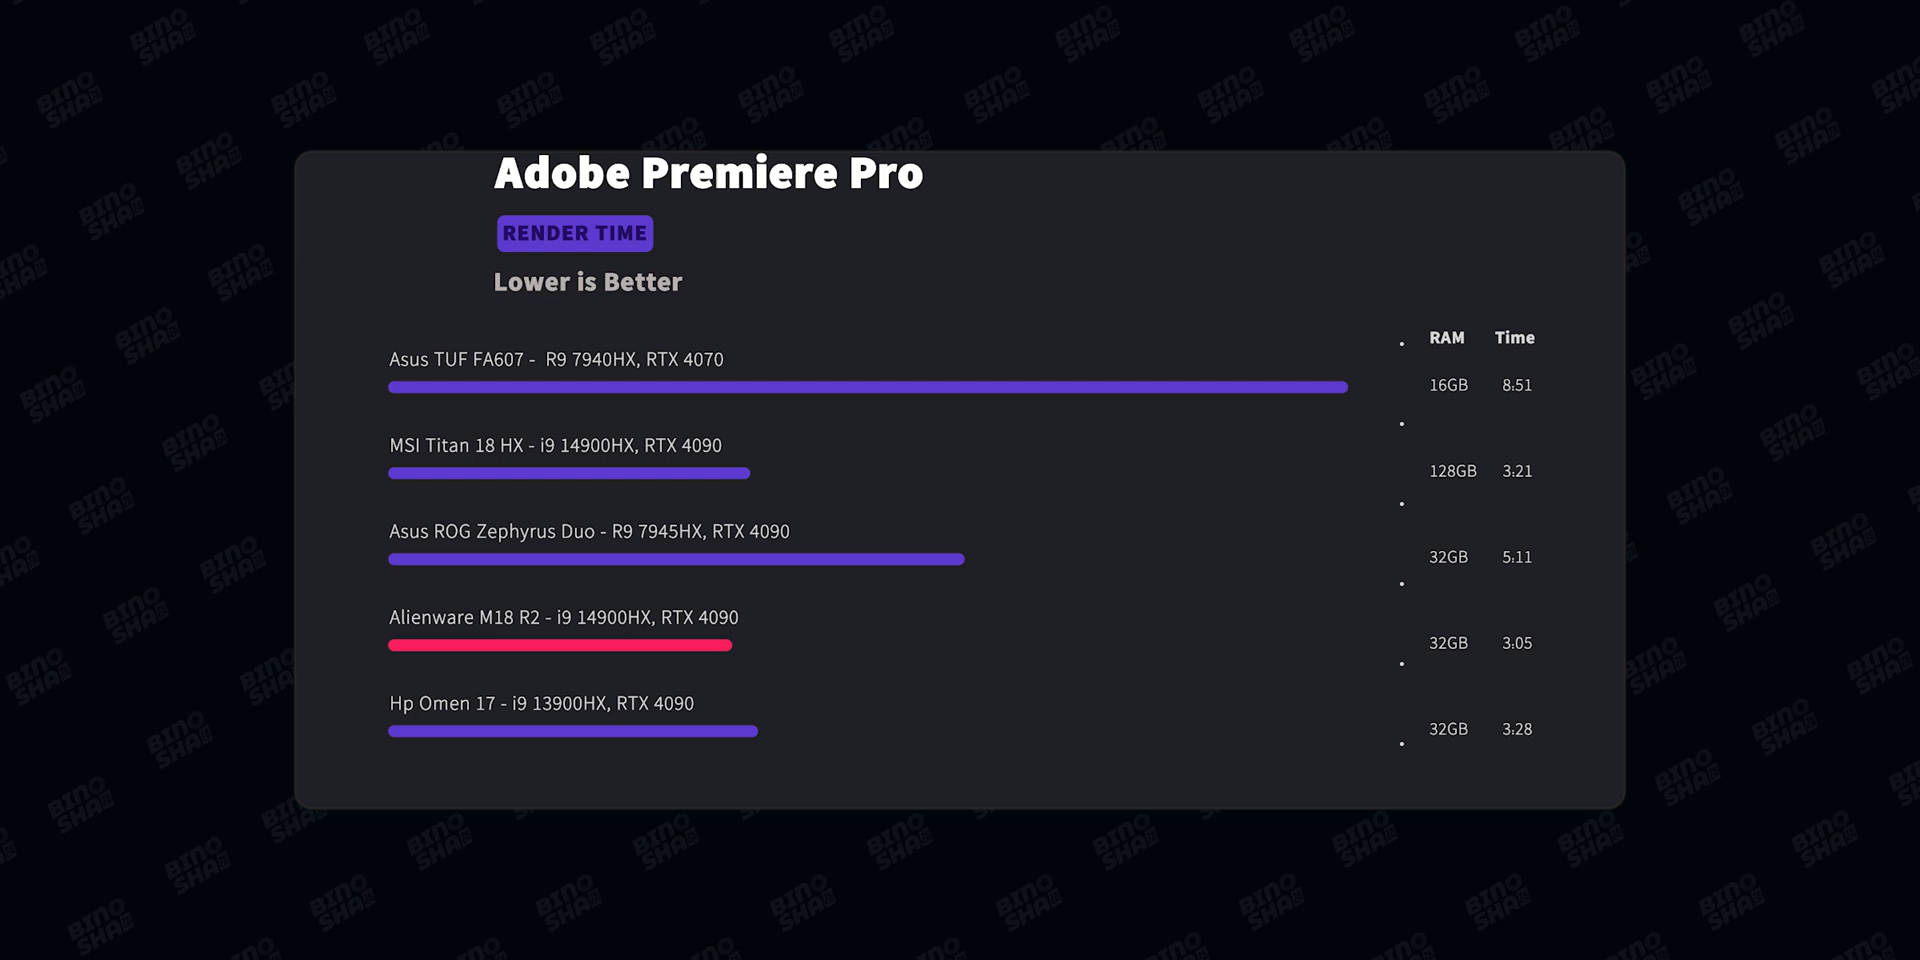 Adobe Premiere Pro
RENDER TIME
Lower is Better
RAM Time
Asus TUF FA607 - R9 7940HX, RTX 4070
16GB 8:51
MSI Titan 18 HX - i9 14900HX, RTX 4090
128GB 3:21
Asus ROG Zephyrus Duo - R9 7945HX, RTX 4090
32GB 5:11
Alienware M18 R2 - i9 14900HX, RTX 4090
32GB 3:05
Hp Omen 17 - i9 13900HX, RTX 4090
32GB 3:28
BINO
SHA